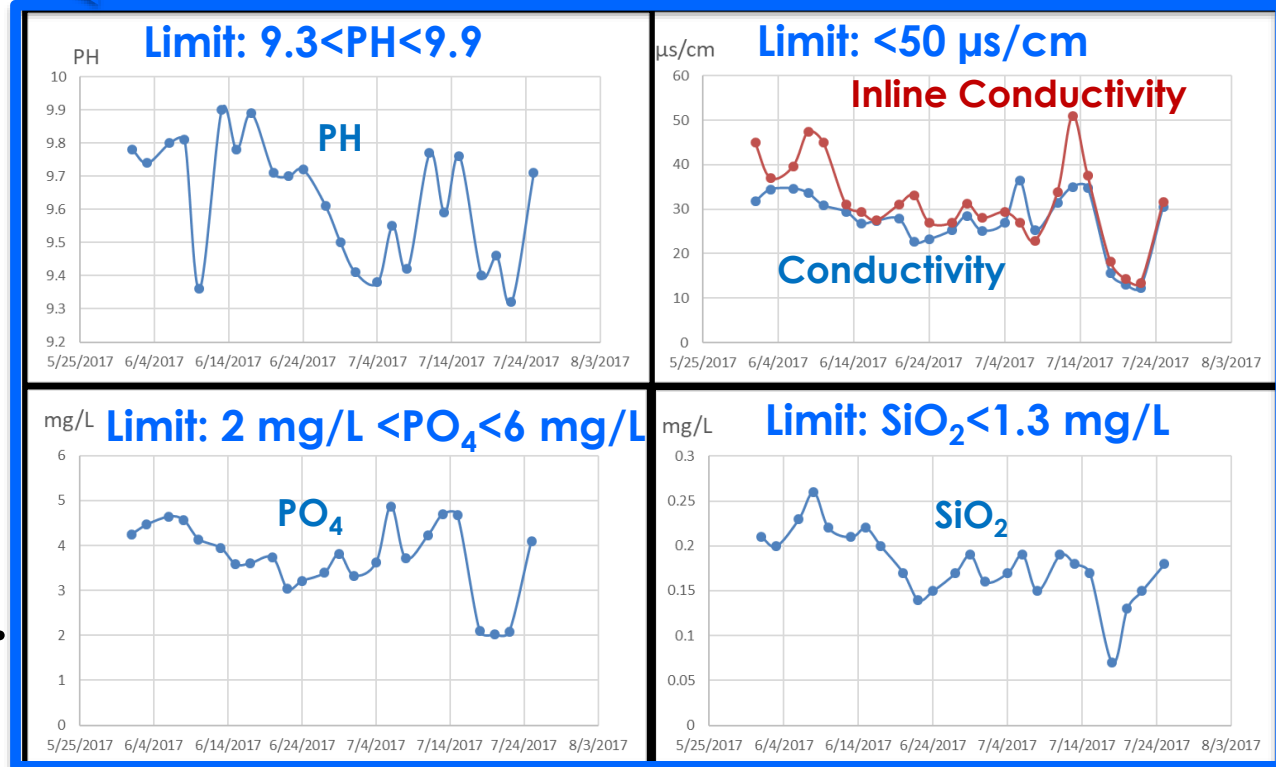 Limit: 9.3<PH<9.9
PH
10
9.9
9.8
9.7
9.6
9.5
9.4
9.3
9.2
PH
5/25/2017 6/4/2017 6/14/2017 6/24/2017 7/4/2017 7/14/2017 7/24/2017 8/3/2017
Limit: <50 µs/cm
µs/cm
60
50
40
30
20
10
0
Inline Conductivity
Conductivity
5/25/2017 6/4/2017 6/14/2017 6/24/2017 7/4/2017 7/14/2017 7/24/2017 8/3/2017
mg/L
Limit: 2 mg/L <PO₄<6 mg/L
6
5
4
3
2
1
0
PO₄
5/25/2017 6/4/2017 6/14/2017 6/24/2017 7/4/2017 7/14/2017 7/24/2017 8/3/2017
mg/L
Limit: SiO₂<1.3 mg/L
0.3
0.25
0.2
0.15
0.1
0.05
0
SiO₂
5/25/2017 6/4/2017 6/14/2017 6/24/2017 7/4/2017 7/14/2017 7/24/2017 8/3/2017